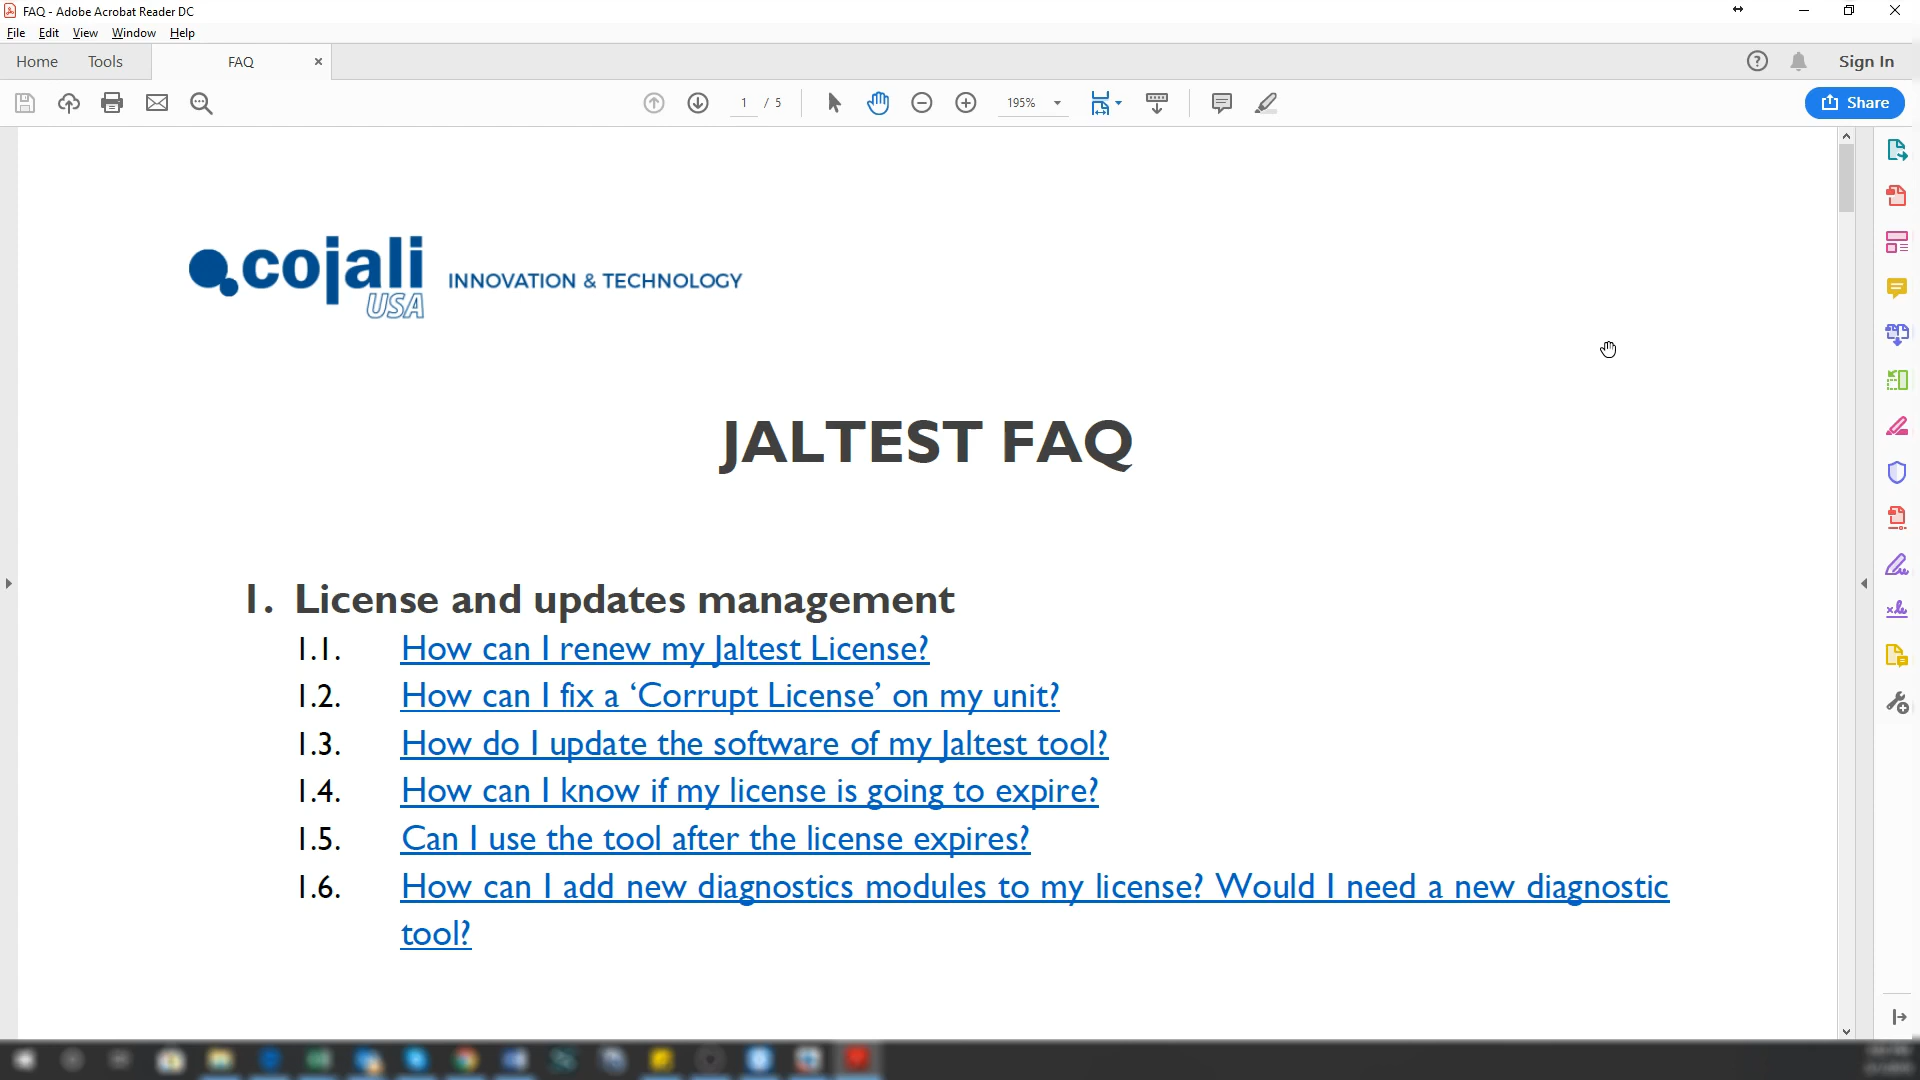 FAQ - Adobe Acrobat Reader DC
File Edit View Window Help
Home Tools FAQ Sign In
1 / 5 195% Share
cojali
USA
INNOVATION & TECHNOLOGY
JALTEST FAQ
1. License and updates management
1.1. How can I renew my Jaltest License?
1.2. How can I fix a ‘Corrupt License’ on my unit?
1.3. How do I update the software of my Jaltest tool?
1.4. How can I know if my license is going to expire?
1.5. Can I use the tool after the license expires?
1.6. How can I add new diagnostics modules to my license? Would I need a new diagnostic
tool?